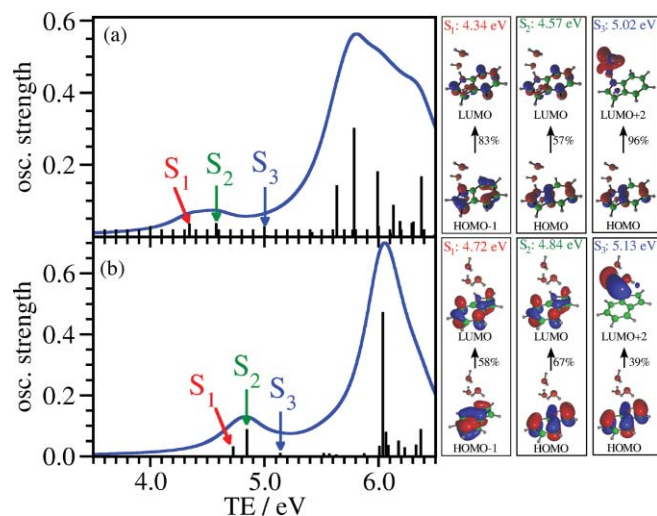 0.6
(a)
0.4
osc. strength
0.2
S1
S2
S3
(b)
0.6
0.4
osc. strength
0.2
S1
S2
S3
0.0
4.0
5.0
6.0
TE / eV
S1: 4.34 eV
LUMO
83%
HOMO-1
S2: 4.57 eV
LUMO
57%
HOMO
S3: 5.02 eV
LUMO+2
96%
HOMO
S1: 4.72 eV
LUMO
58%
HOMO-1
S2: 4.84 eV
LUMO
67%
HOMO
S3: 5.13 eV
LUMO+2
39%
HOMO